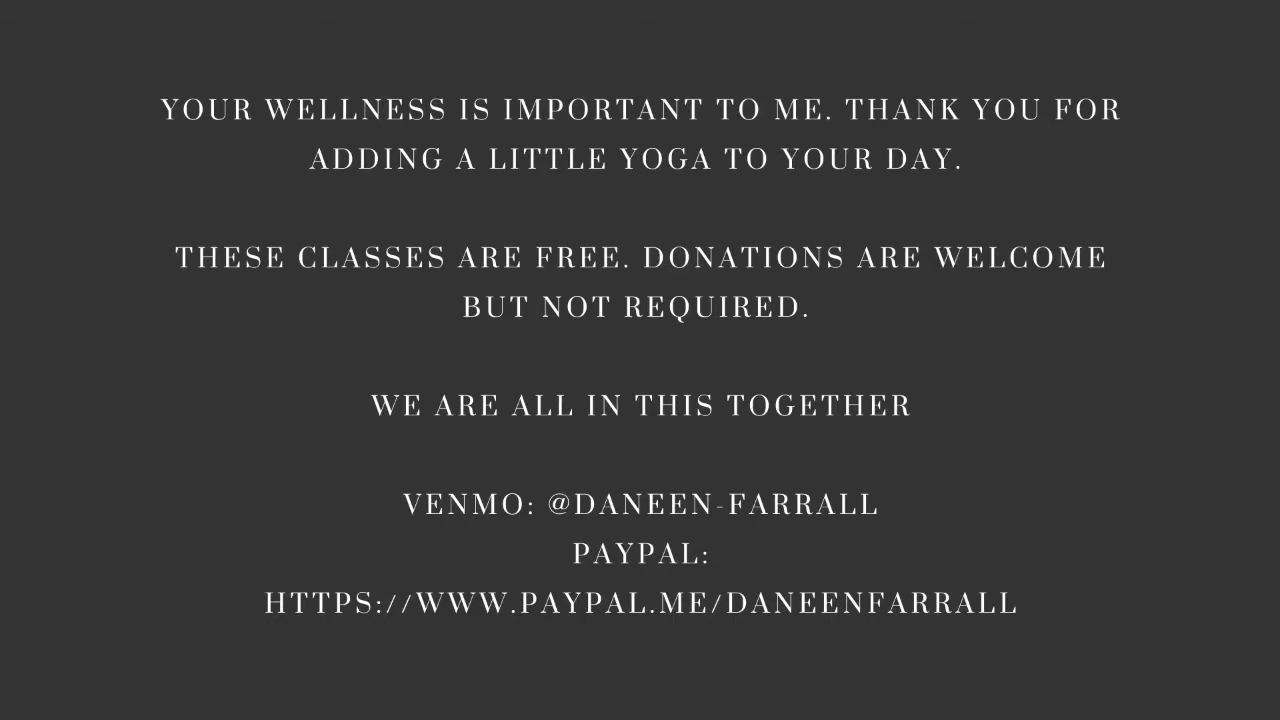 YOUR WELLNESS IS IMPORTANT TO ME. THANK YOU FOR
ADDING A LITTLE YOGA TO YOUR DAY.
THESE CLASSES ARE FREE. DONATIONS ARE WELCOME
BUT NOT REQUIRED.
WE ARE ALL IN THIS TOGETHER
VENMO: @DANEEN-FARRALL
PAYPAL:
HTTPS://WWW.PAYPAL.ME/DANEENFARRALL